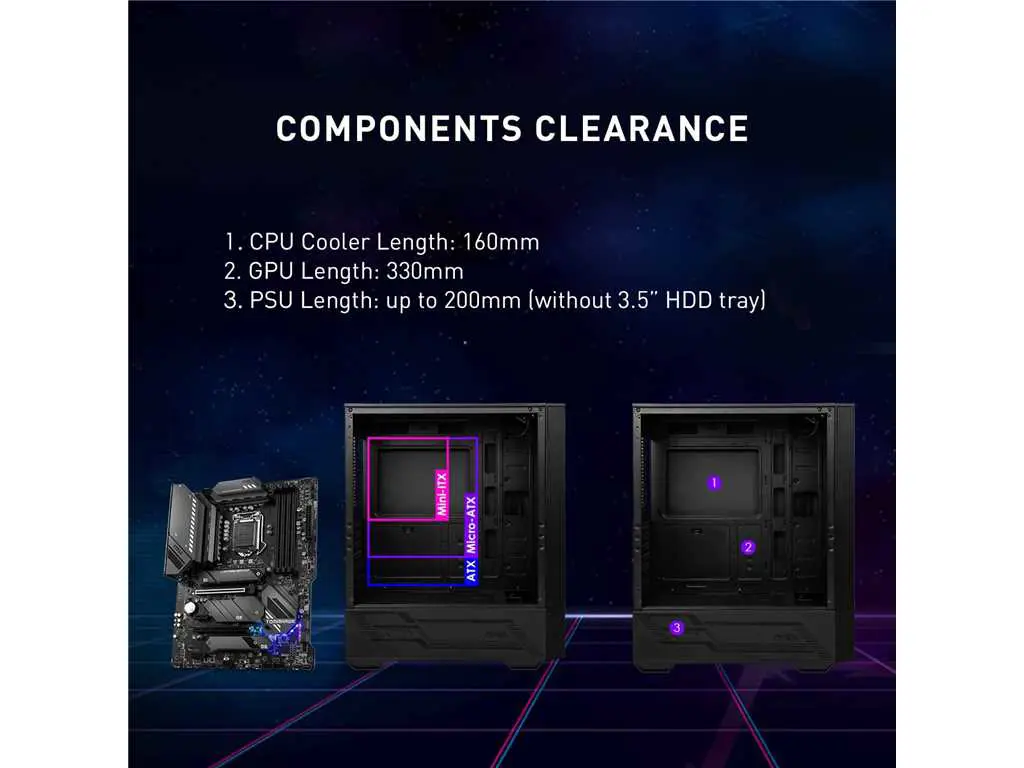 COMPONENTS CLEARANCE
1. CPU Cooler Length: 160mm
2. GPU Length: 330mm
3. PSU Length: up to 200mm (without 3.5” HDD tray)
Mini-ITX
Micro-ATX
ATX
1
2
3
TOMAHAWK